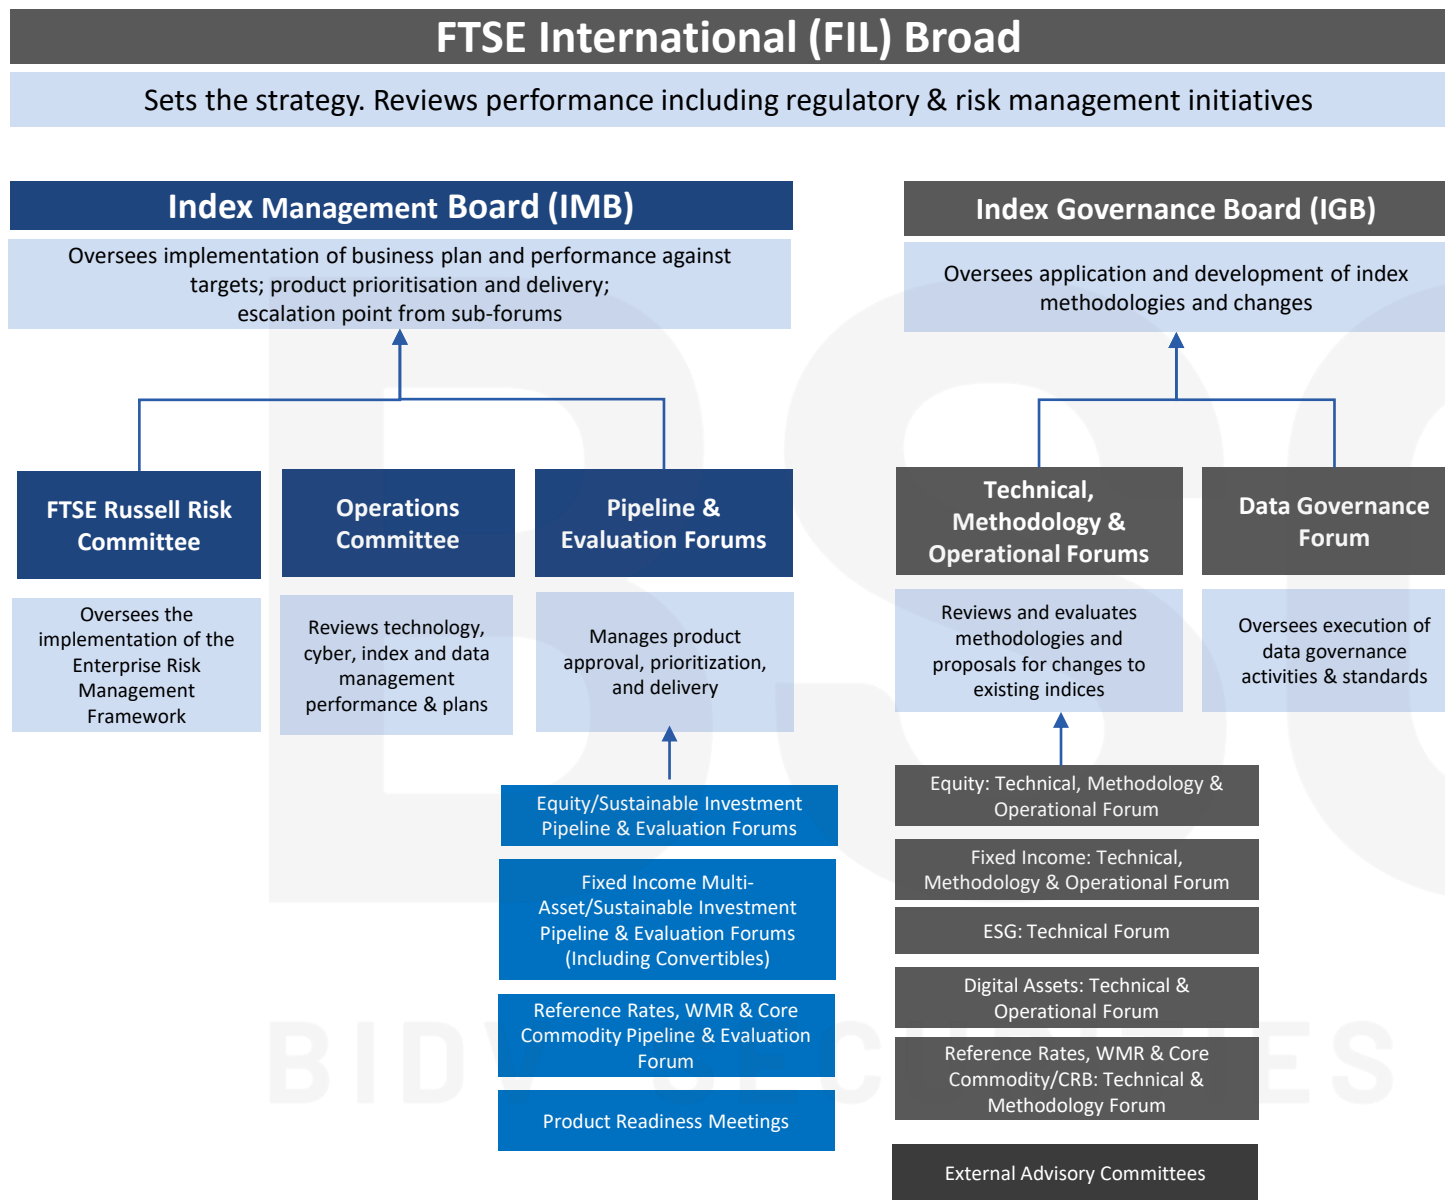 FTSE International (FIL) Broad
Sets the strategy. Reviews performance including regulatory & risk management initiatives
Index Management Board (IMB)
Oversees implementation of business plan and performance against
targets; product prioritisation and delivery;
escalation point from sub-forums
Index Governance Board (IGB)
Oversees application and development of index
methodologies and changes
FTSE Russell Risk
Committee
Oversees the
implementation of the
Enterprise Risk
Management
Framework
Operations
Committee
Reviews technology,
cyber, index and data
management
performance & plans
Pipeline &
Evaluation Forums
Manages product
approval, prioritization,
and delivery
Equity/Sustainable Investment
Pipeline & Evaluation Forums
Fixed Income Multi-
Asset/Sustainable Investment
Pipeline & Evaluation Forums
(Including Convertibles)
Reference Rates, WMR & Core
Commodity Pipeline & Evaluation
Forum
Product Readiness Meetings
Technical,
Methodology &
Operational Forums
Reviews and evaluates
methodologies and
proposals for changes to
existing indices
Data Governance
Forum
Oversees execution of
data governance
activities & standards
Equity: Technical, Methodology &
Operational Forum
Fixed Income: Technical,
Methodology & Operational Forum
ESG: Technical Forum
Digital Assets: Technical &
Operational Forum
Reference Rates, WMR & Core
Commodity/CRB: Technical &
Methodology Forum
External Advisory Committees
BSC
BIDV SECURITIES